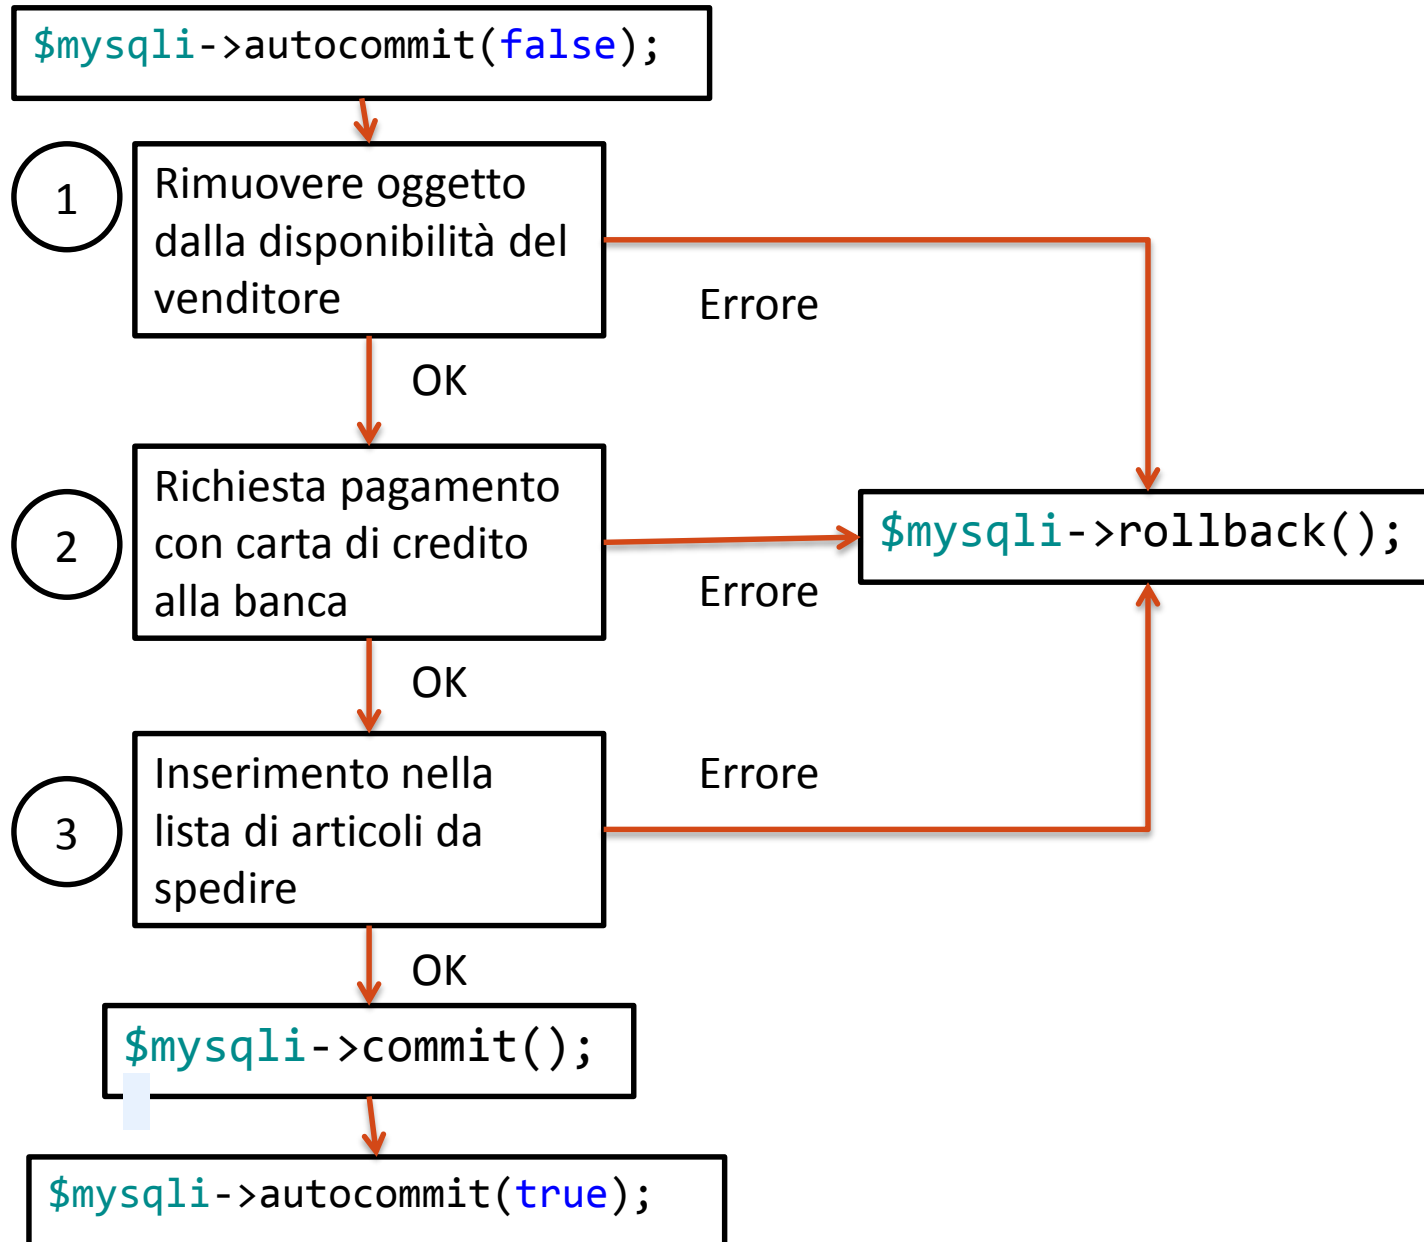 $mysqli->autocommit(false);
1
Rimuovere oggetto
dalla disponibilità del
venditore
Errore
OK
2
Richiesta pagamento
con carta di credito
alla banca
$mysqli->rollback();
Errore
OK
3
Inserimento nella
lista di articoli da
spedire
Errore
OK
$mysqli->commit();
$mysqli->autocommit(true);